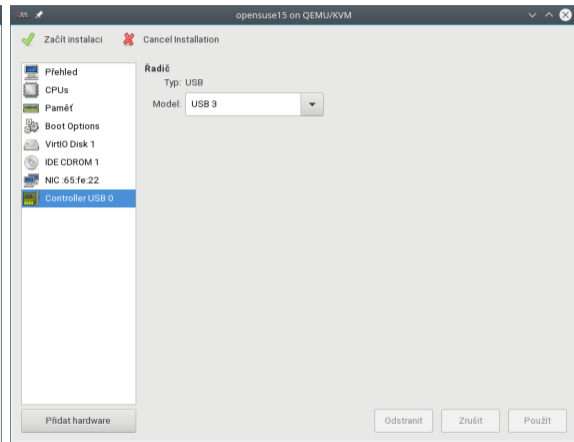 opensuse15 on QEMU/KVM
Začít instalaci Cancel Installation
Přehled
CPUs
Paměť
Boot Options
VirtIO Disk 1
IDE CDROM 1
NIC :65:fe:22
Controller USB 0
Řadič
Typ: USB
Model: USB 3
Přidat hardware
Odstranit Zrušit Použít